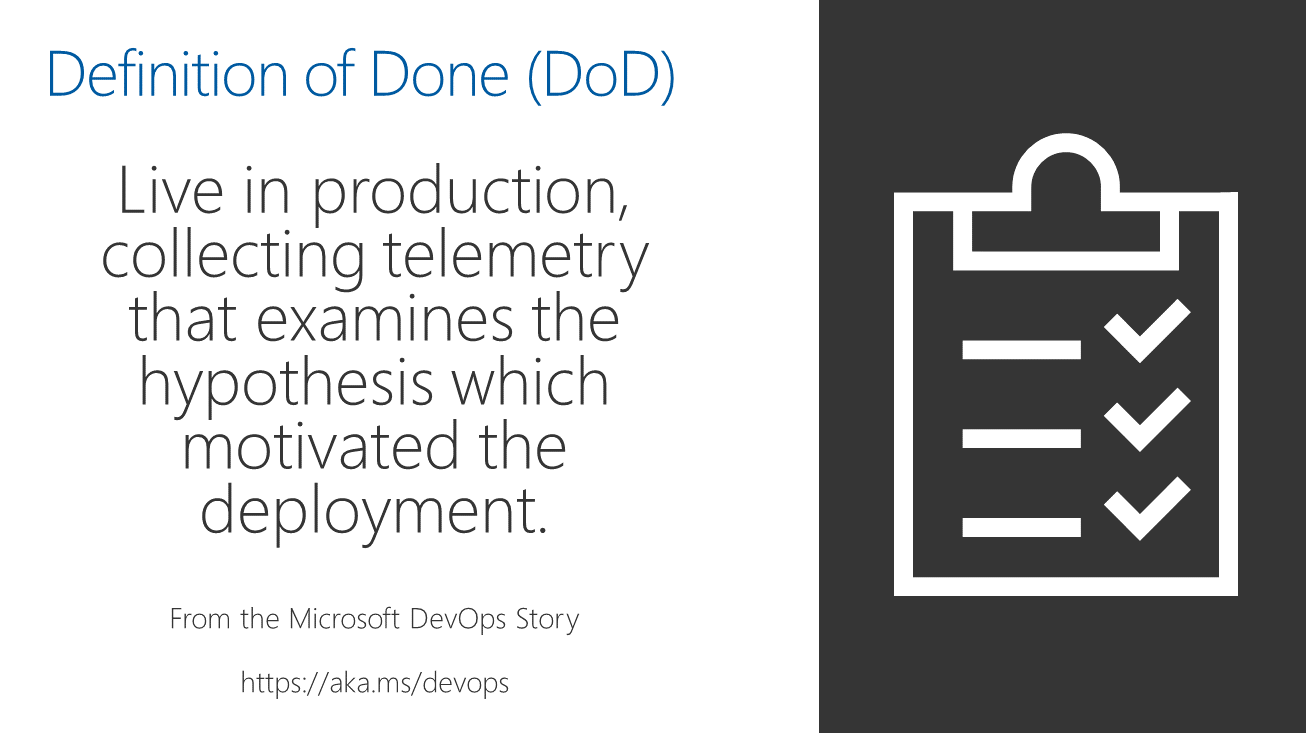 Definition of Done (DoD)
Live in production,
collecting telemetry
that examines the
hypothesis which
motivated the
deployment.
From the Microsoft DevOps Story
https://aka.ms/devops